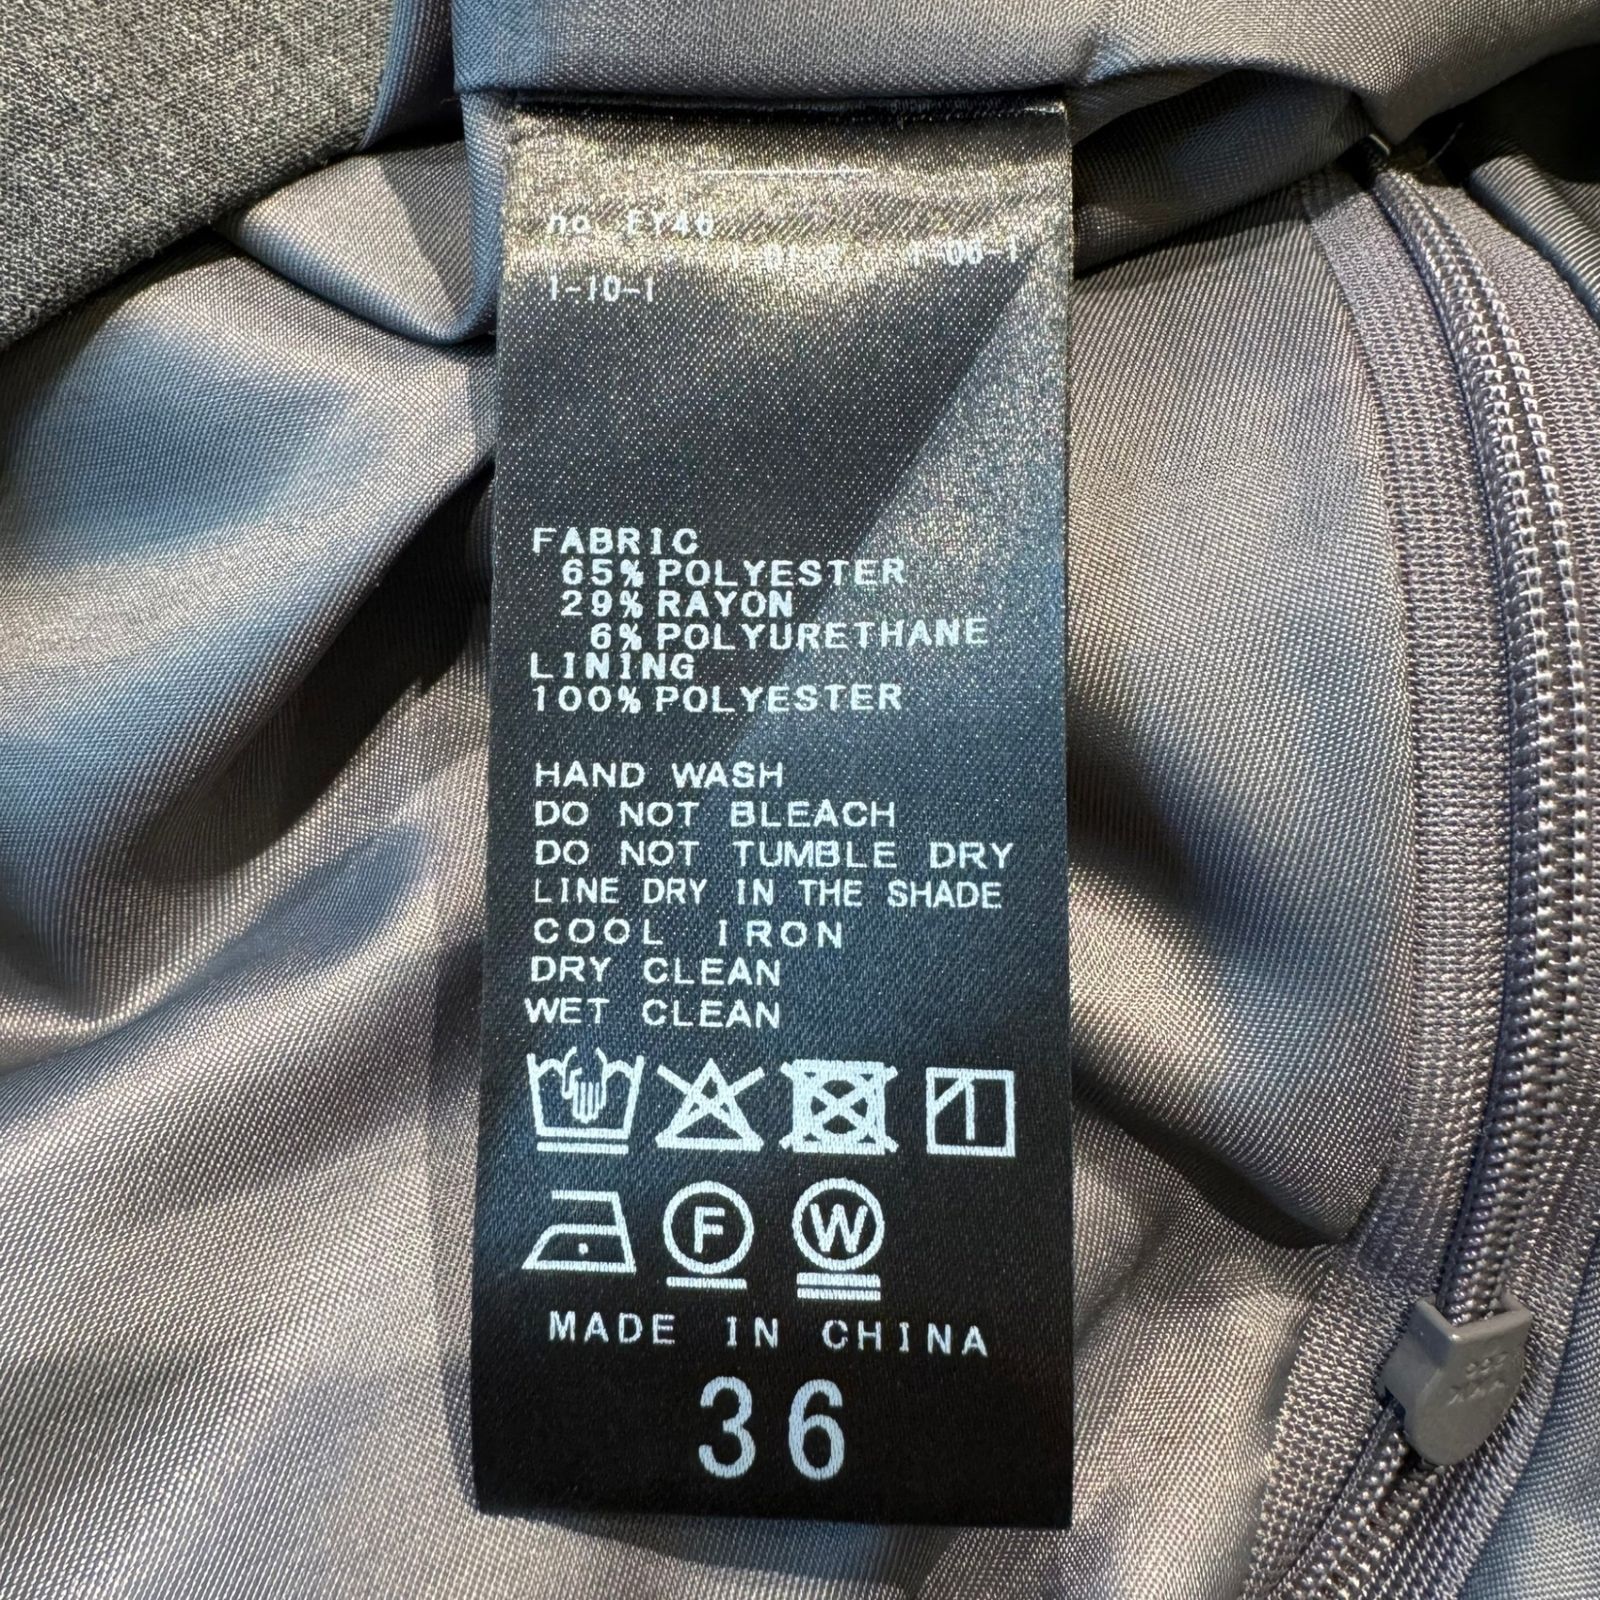 1-10-1
FABRIC
65% POLYESTER
29% RAYON
6% POLYURETHANE
LINING
100% POLYESTER
HAND WASH
DO NOT BLEACH
DO NOT TUMBLE DRY
LINE DRY IN THE SHADE
COOL IRON
DRY CLEAN
WET CLEAN
F W
MADE IN CHINA
36
YKK